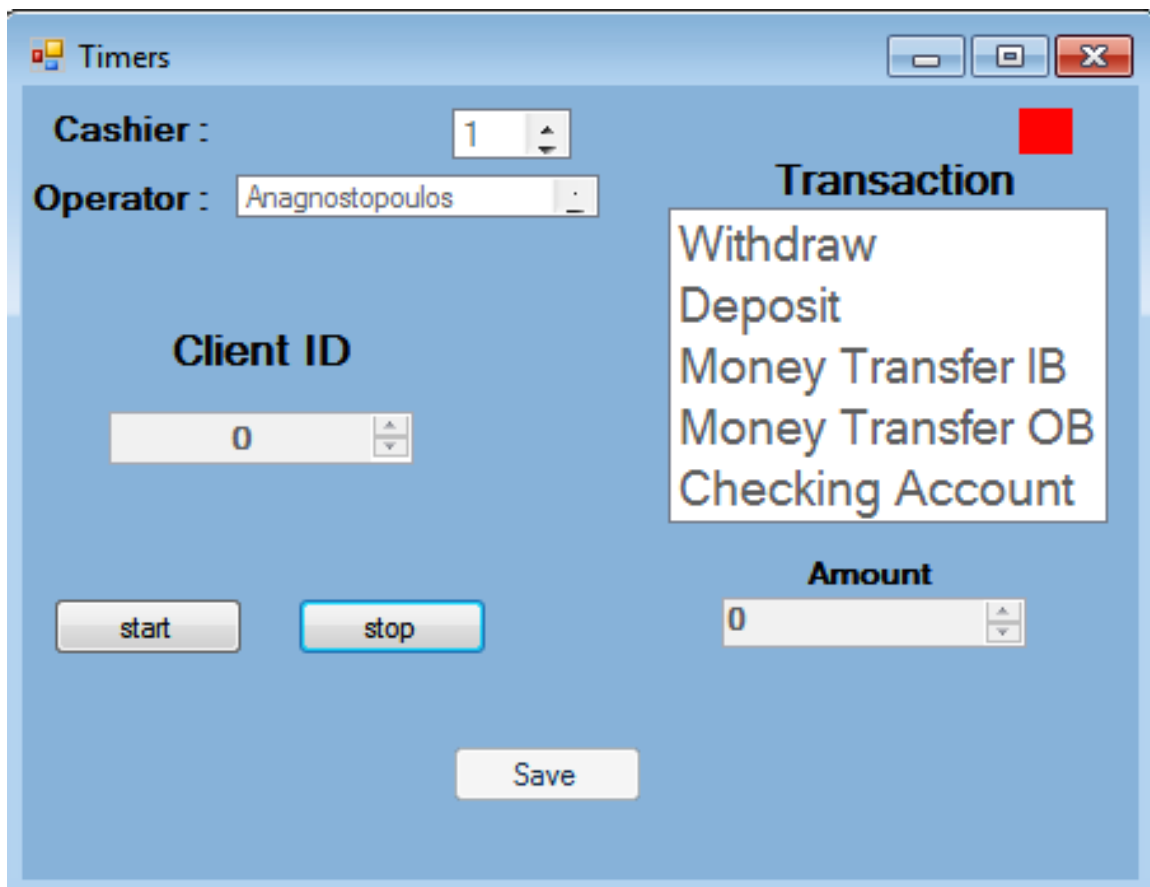 Timers
Cashier :
1
Operator :
Anagnostopoulos
Transaction
Withdraw
Deposit
Money Transfer IB
Money Transfer OB
Checking Account
Client ID
0
Amount
0
start
stop
Save